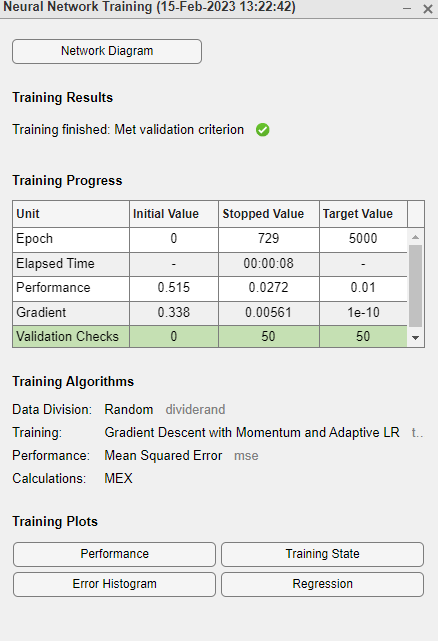 Neural Network Training (15-Feb-2023 13:22:42)
Network Diagram
Training Results
Training finished: Met validation criterion
Training Progress
Unit Initial Value Stopped Value Target Value
Epoch 0 729 5000
Elapsed Time - 00:00:08 -
Performance 0.515 0.0272 0.01
Gradient 0.338 0.00561 1e-10
Validation Checks 0 50 50
Training Algorithms
Data Division: Random dividerand
Training: Gradient Descent with Momentum and Adaptive LR t...
Performance: Mean Squared Error mse
Calculations: MEX
Training Plots
Performance Training State
Error Histogram Regression